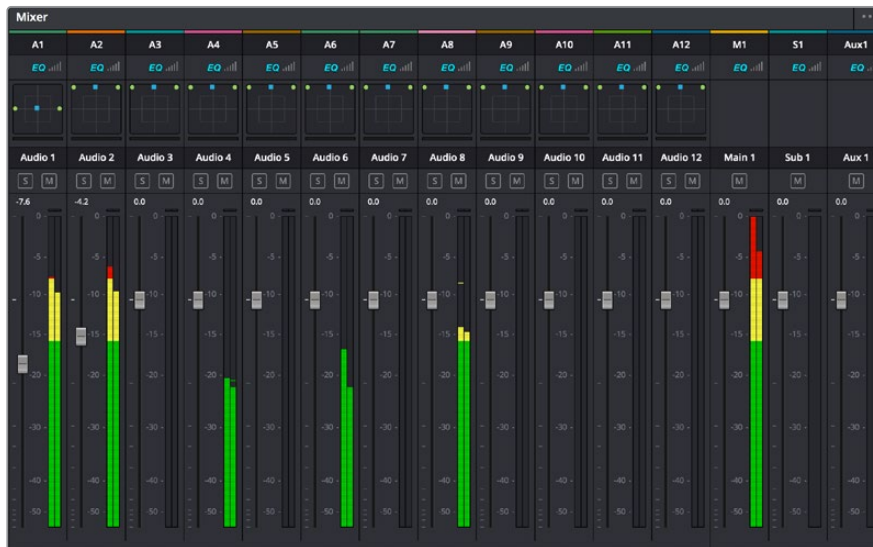 Mixer
A1 A2 A3 A4 A5 A6 A7 A8 A9 A10 A11 A12 M1 S1 Aux1
EQ EQ EQ EQ EQ EQ EQ EQ EQ EQ EQ EQ EQ EQ EQ
Audio 1 Audio 2 Audio 3 Audio 4 Audio 5 Audio 6 Audio 7 Audio 8 Audio 9 Audio 10 Audio 11 Audio 12 Main 1 Sub 1 Aux 1
S M S M S M S M S M S M S M S M S M S M S M S M M S M M
-7.6 -4.2 0.0 0.0 0.0 0.0 0.0 0.0 0.0 0.0 0.0 0.0 0.0 0.0 0.0
0 0 0 0 0 0 0 0 0 0 0 0 0 0 0
-5 -5 -5 -5 -5 -5 -5 -5 -5 -5 -5 -5 -5 -5 -5
-10 -10 -10 -10 -10 -10 -10 -10 -10 -10 -10 -10 -10 -10 -10
-15 -15 -15 -15 -15 -15 -15 -15 -15 -15 -15 -15 -15 -15 -15
-20 -20 -20 -20 -20 -20 -20 -20 -20 -20 -20 -20 -20 -20 -20
-30 -30 -30 -30 -30 -30 -30 -30 -30 -30 -30 -30 -30 -30 -30
-40 -40 -40 -40 -40 -40 -40 -40 -40 -40 -40 -40 -40 -40 -40
-50 -50 -50 -50 -50 -50 -50 -50 -50 -50 -50 -50 -50 -50 -50